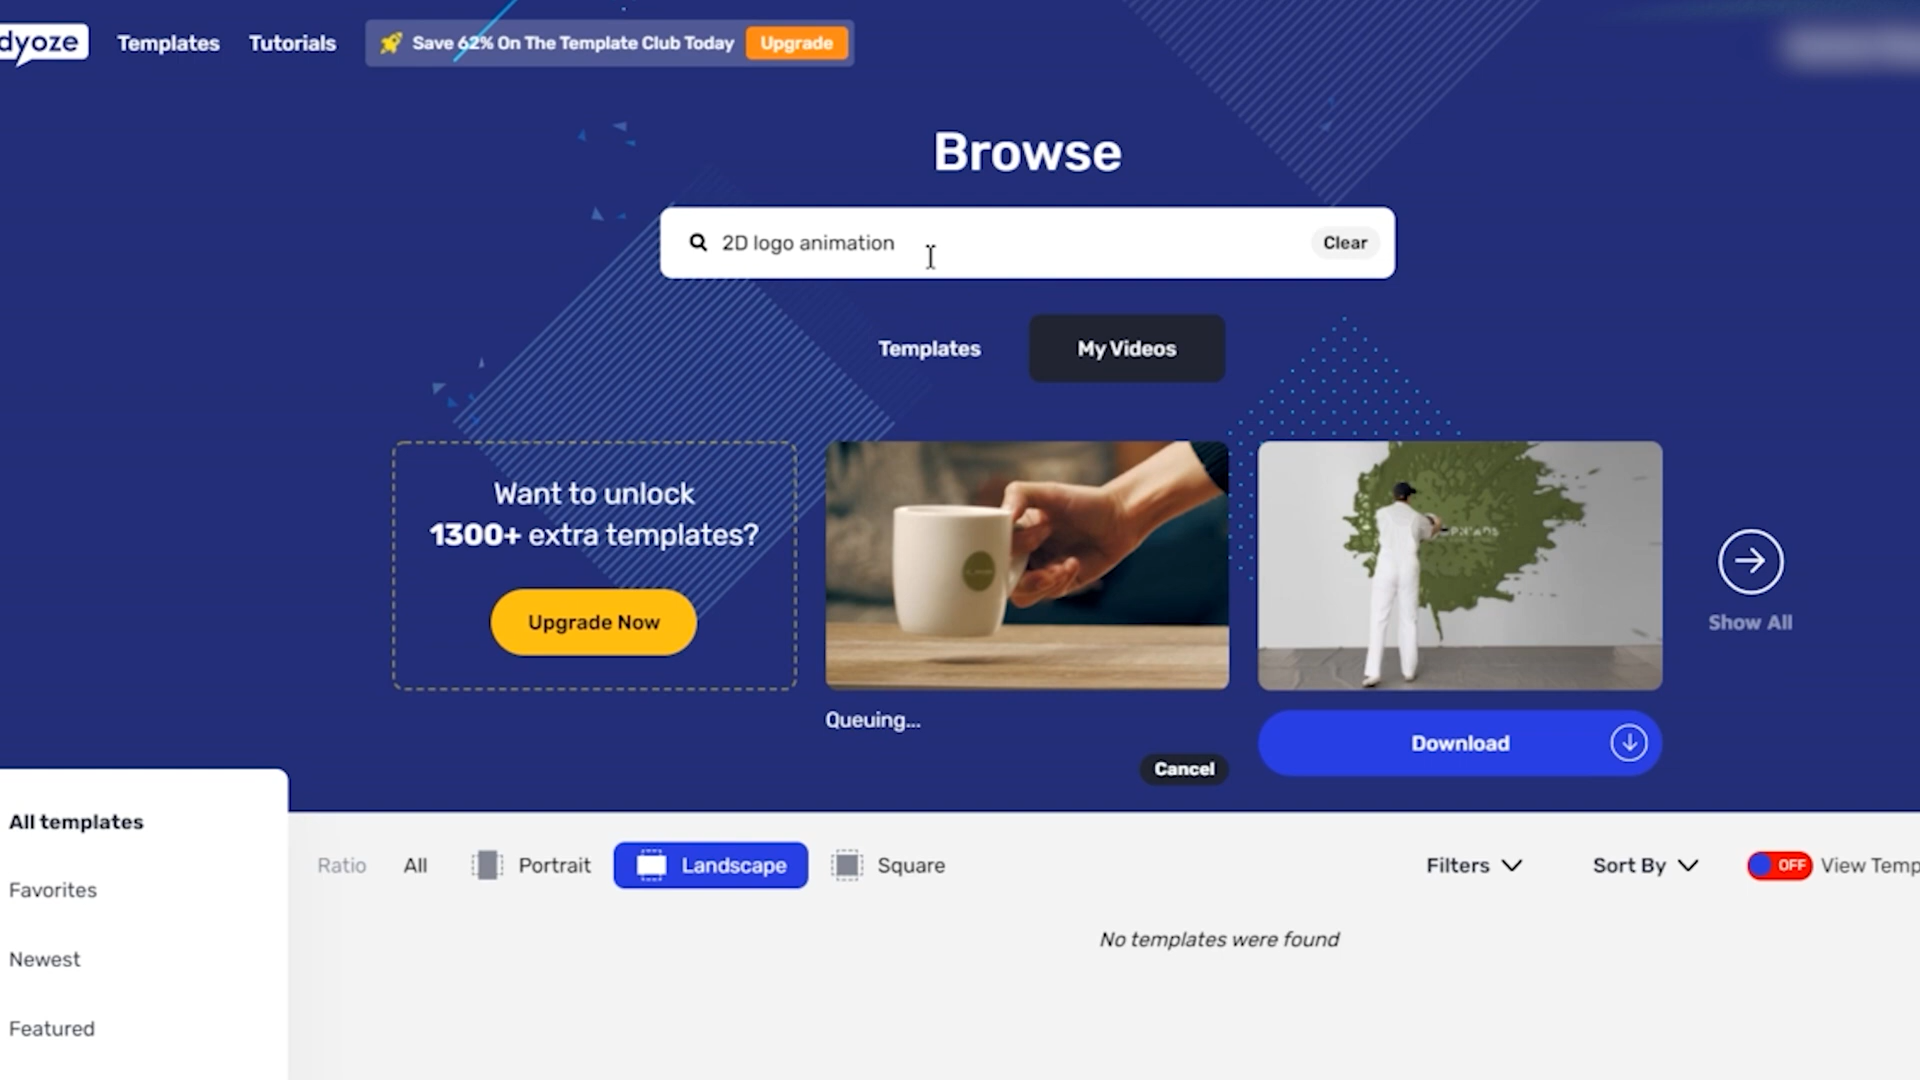 dyoze
Templates
Tutorials
Save 62% On The Template Club Today
Upgrade
Browse
2D logo animation
Clear
Templates
My Videos
Want to unlock
1300+ extra templates?
Upgrade Now
Queuing...
Cancel
Download
Show All
All templates
Favorites
Newest
Featured
Ratio
All
Portrait
Landscape
Square
Filters
Sort By
OFF
View Temp
No templates were found